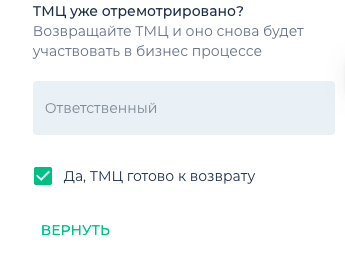 ТМЦ уже отремотрировано?
Возвращайте ТМЦ и оно снова будет
участвовать в бизнес процессе
Ответственный
Да, ТМЦ готово к возврату
ВЕРНУТЬ